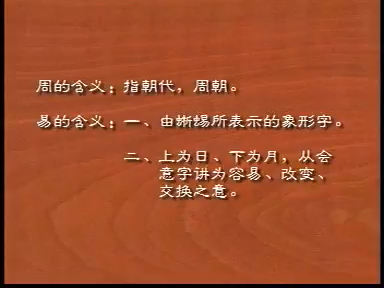 周的含义：指朝代，周朝。
易的含义：一、由蜥蜴所表示的象形字。
二、上为日、下为月，从会
意字讲为容易、改变、
交换之意。